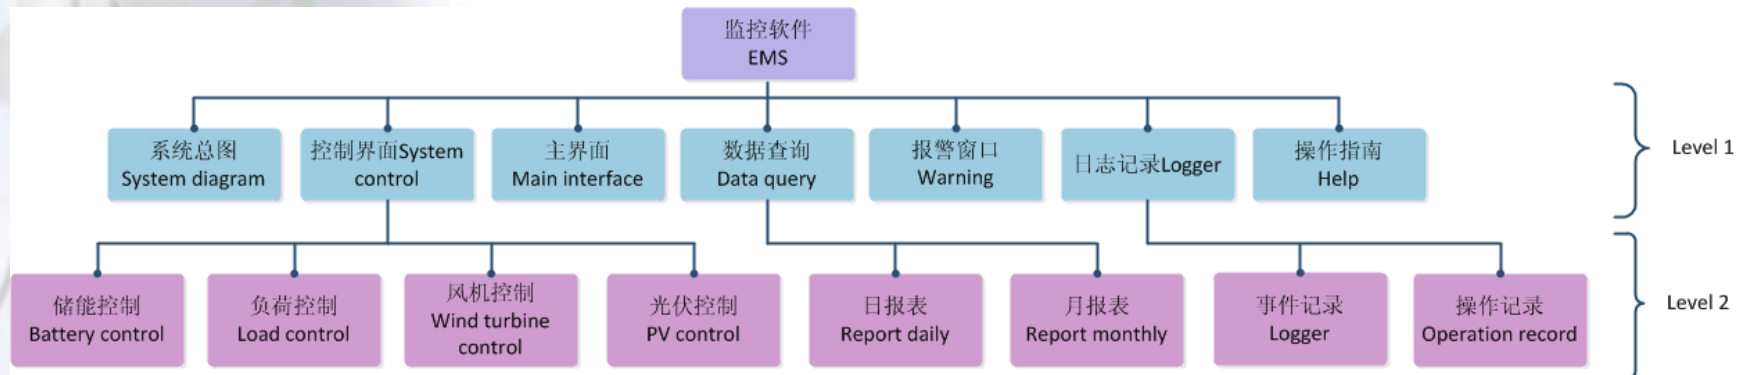 监控软件
EMS
系统总图
System diagram
控制界面System
control
主界面
Main interface
数据查询
Data query
报警窗口
Warning
日志记录Logger
操作指南
Help
Level 1
储能控制
Battery control
负荷控制
Load control
风机控制
Wind turbine
control
光伏控制
PV control
日报表
Report daily
月报表
Report monthly
事件记录
Logger
操作记录
Operation record
Level 2